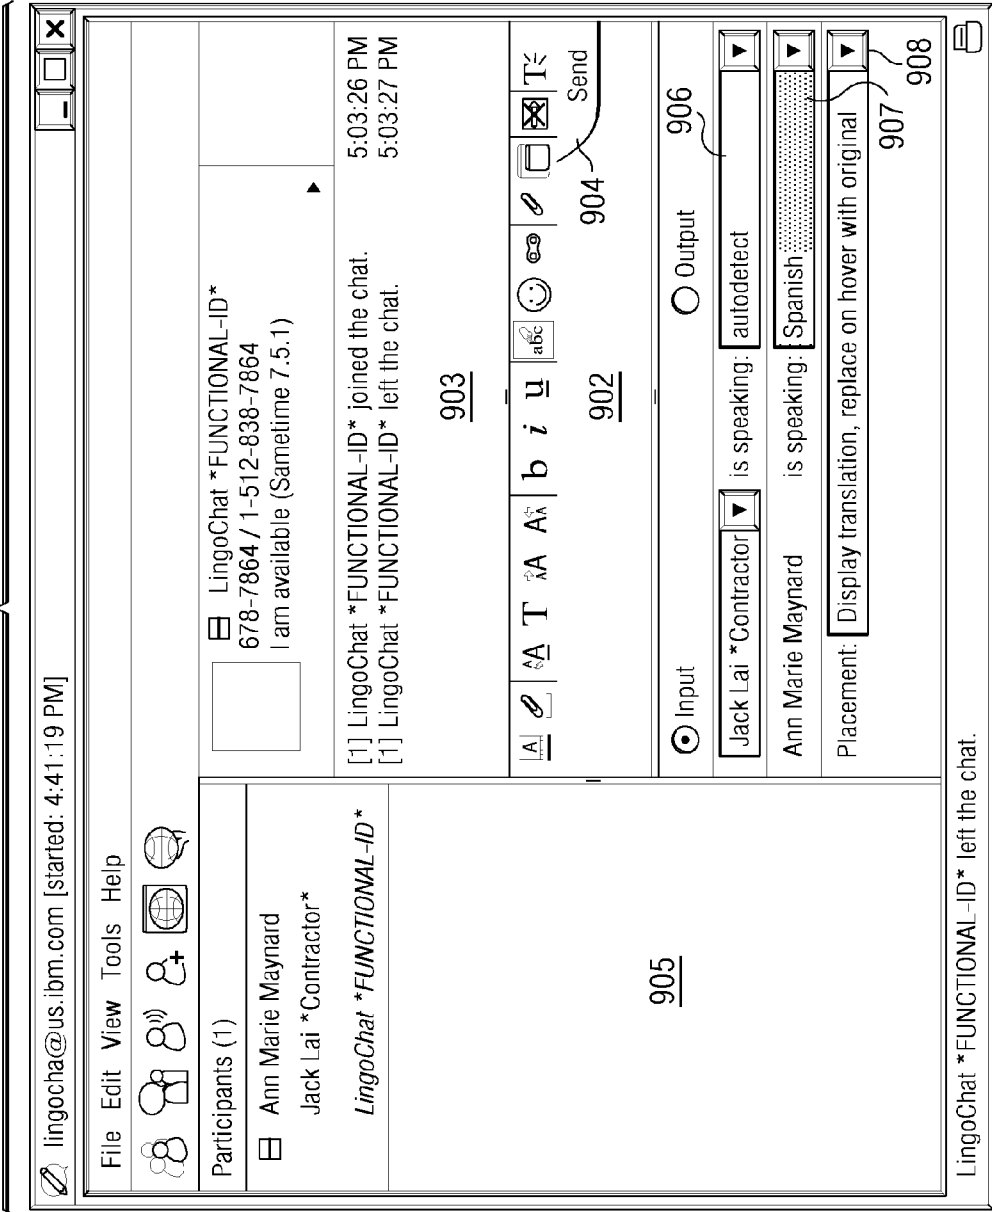 lingocha@us.ibm.com [started: 4:41:19 PM]
File Edit View Tools Help
Participants (1)
Ann Marie Maynard
Jack Lai *Contractor*
LingoChat *FUNCTIONAL-ID*
905
LingoChat *FUNCTIONAL-ID*
678-7864 / 1-512-838-7864
I am available (Sametime 7.5.1)
[1] LingoChat *FUNCTIONAL-ID* joined the chat. 5:03:26 PM
[1] LingoChat *FUNCTIONAL-ID* left the chat. 5:03:27 PM
903
A A A T A A A b i u abc T
902
904
Send
Input Output
906
Jack Lai *Contractor is speaking: autodetect
Ann Marie Maynard is speaking: Spanish
907
Placement: Display translation, replace on hover with original
908
LingoChat *FUNCTIONAL-ID* left the chat.